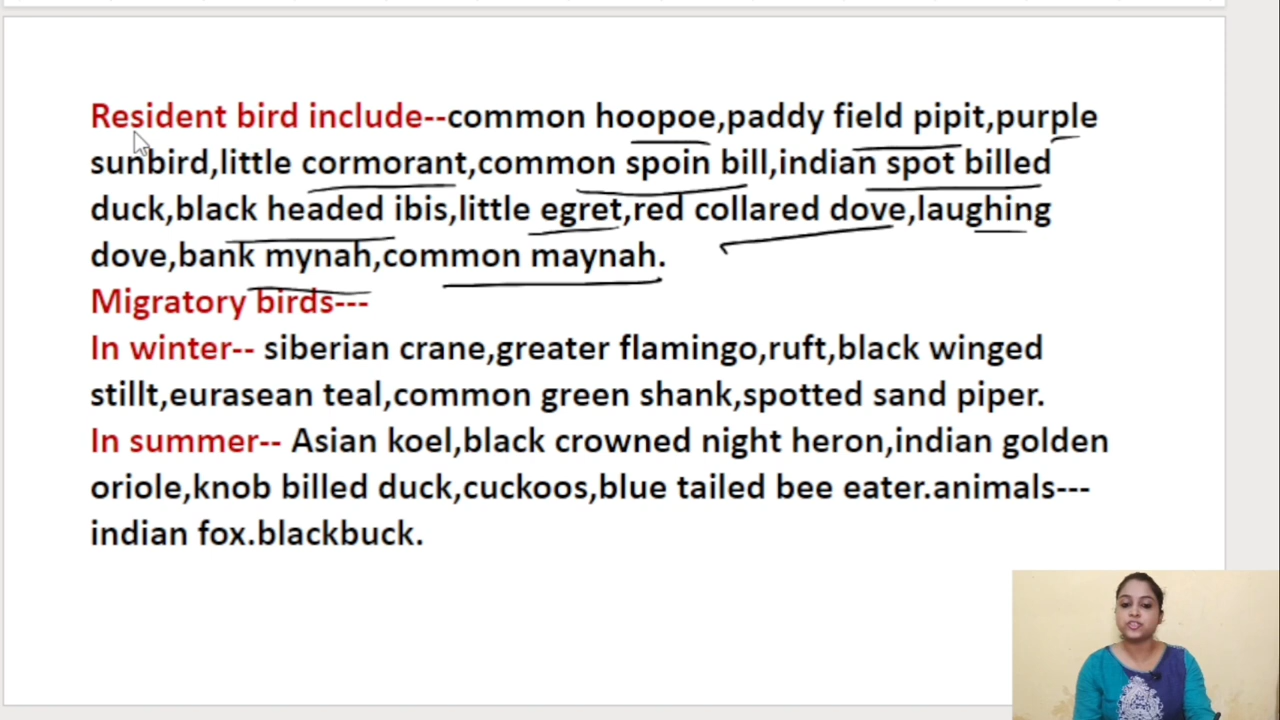 Resident bird include--common hoopoe,paddy field pipit,purple
sunbird,little cormorant,common spoin bill,indian spot billed
duck,black headed ibis,little egret,red collared dove,laughing
dove,bank mynah,common maynah.
Migratory birds---
In winter-- siberian crane,greater flamingo,ruft,black winged
stillt,eurasean teal,common green shank,spotted sand piper.
In summer-- Asian koel,black crowned night heron,indian golden
oriole,knob billed duck,cuckoos,blue tailed bee eater.animals---
indian fox.blackbuck.